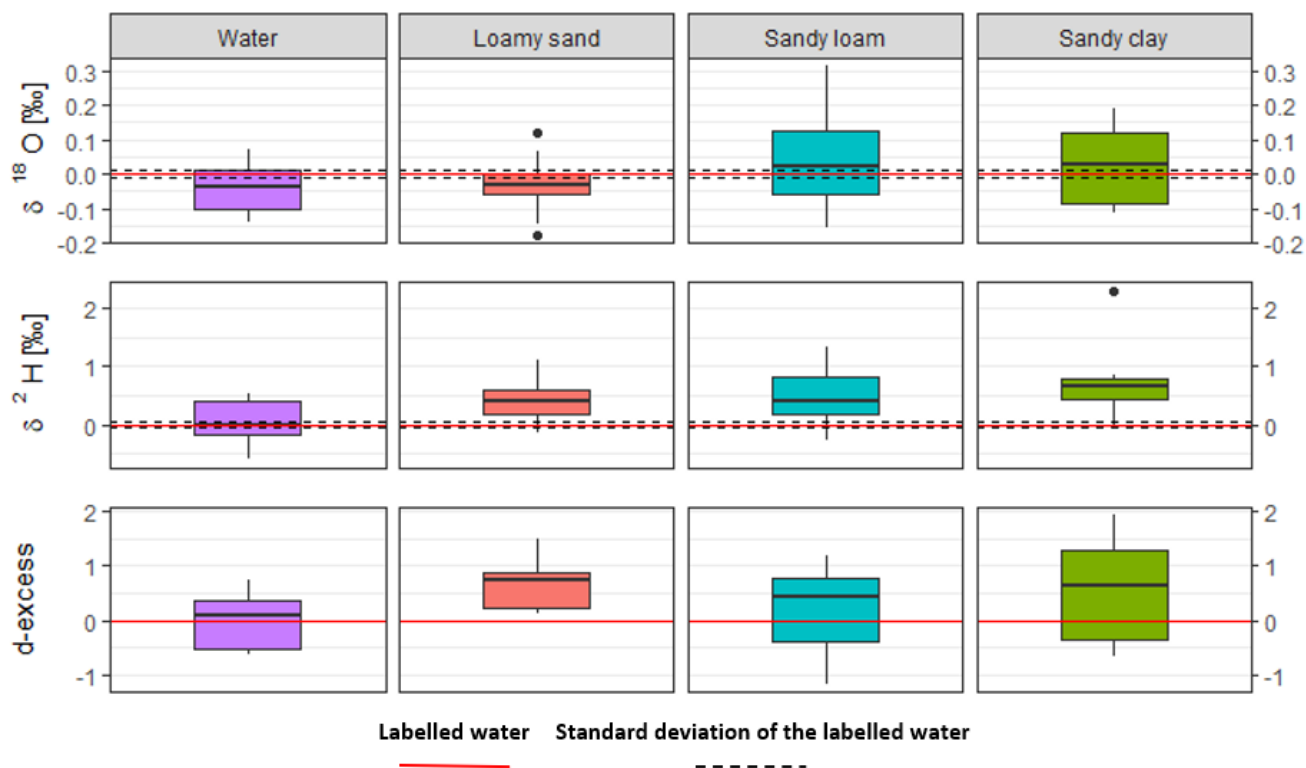 Water Loamy sand Sandy loam Sandy clay
δ 18 O [‰]
0.3 0.3
0.2 0.2
0.1 0.1
0.0 0.0
-0.1 -0.1
-0.2 -0.2
δ 2 H [‰]
2 2
1 1
0 0
d-excess
2 2
1 1
0 0
-1 -1
Labelled water Standard deviation of the labelled water